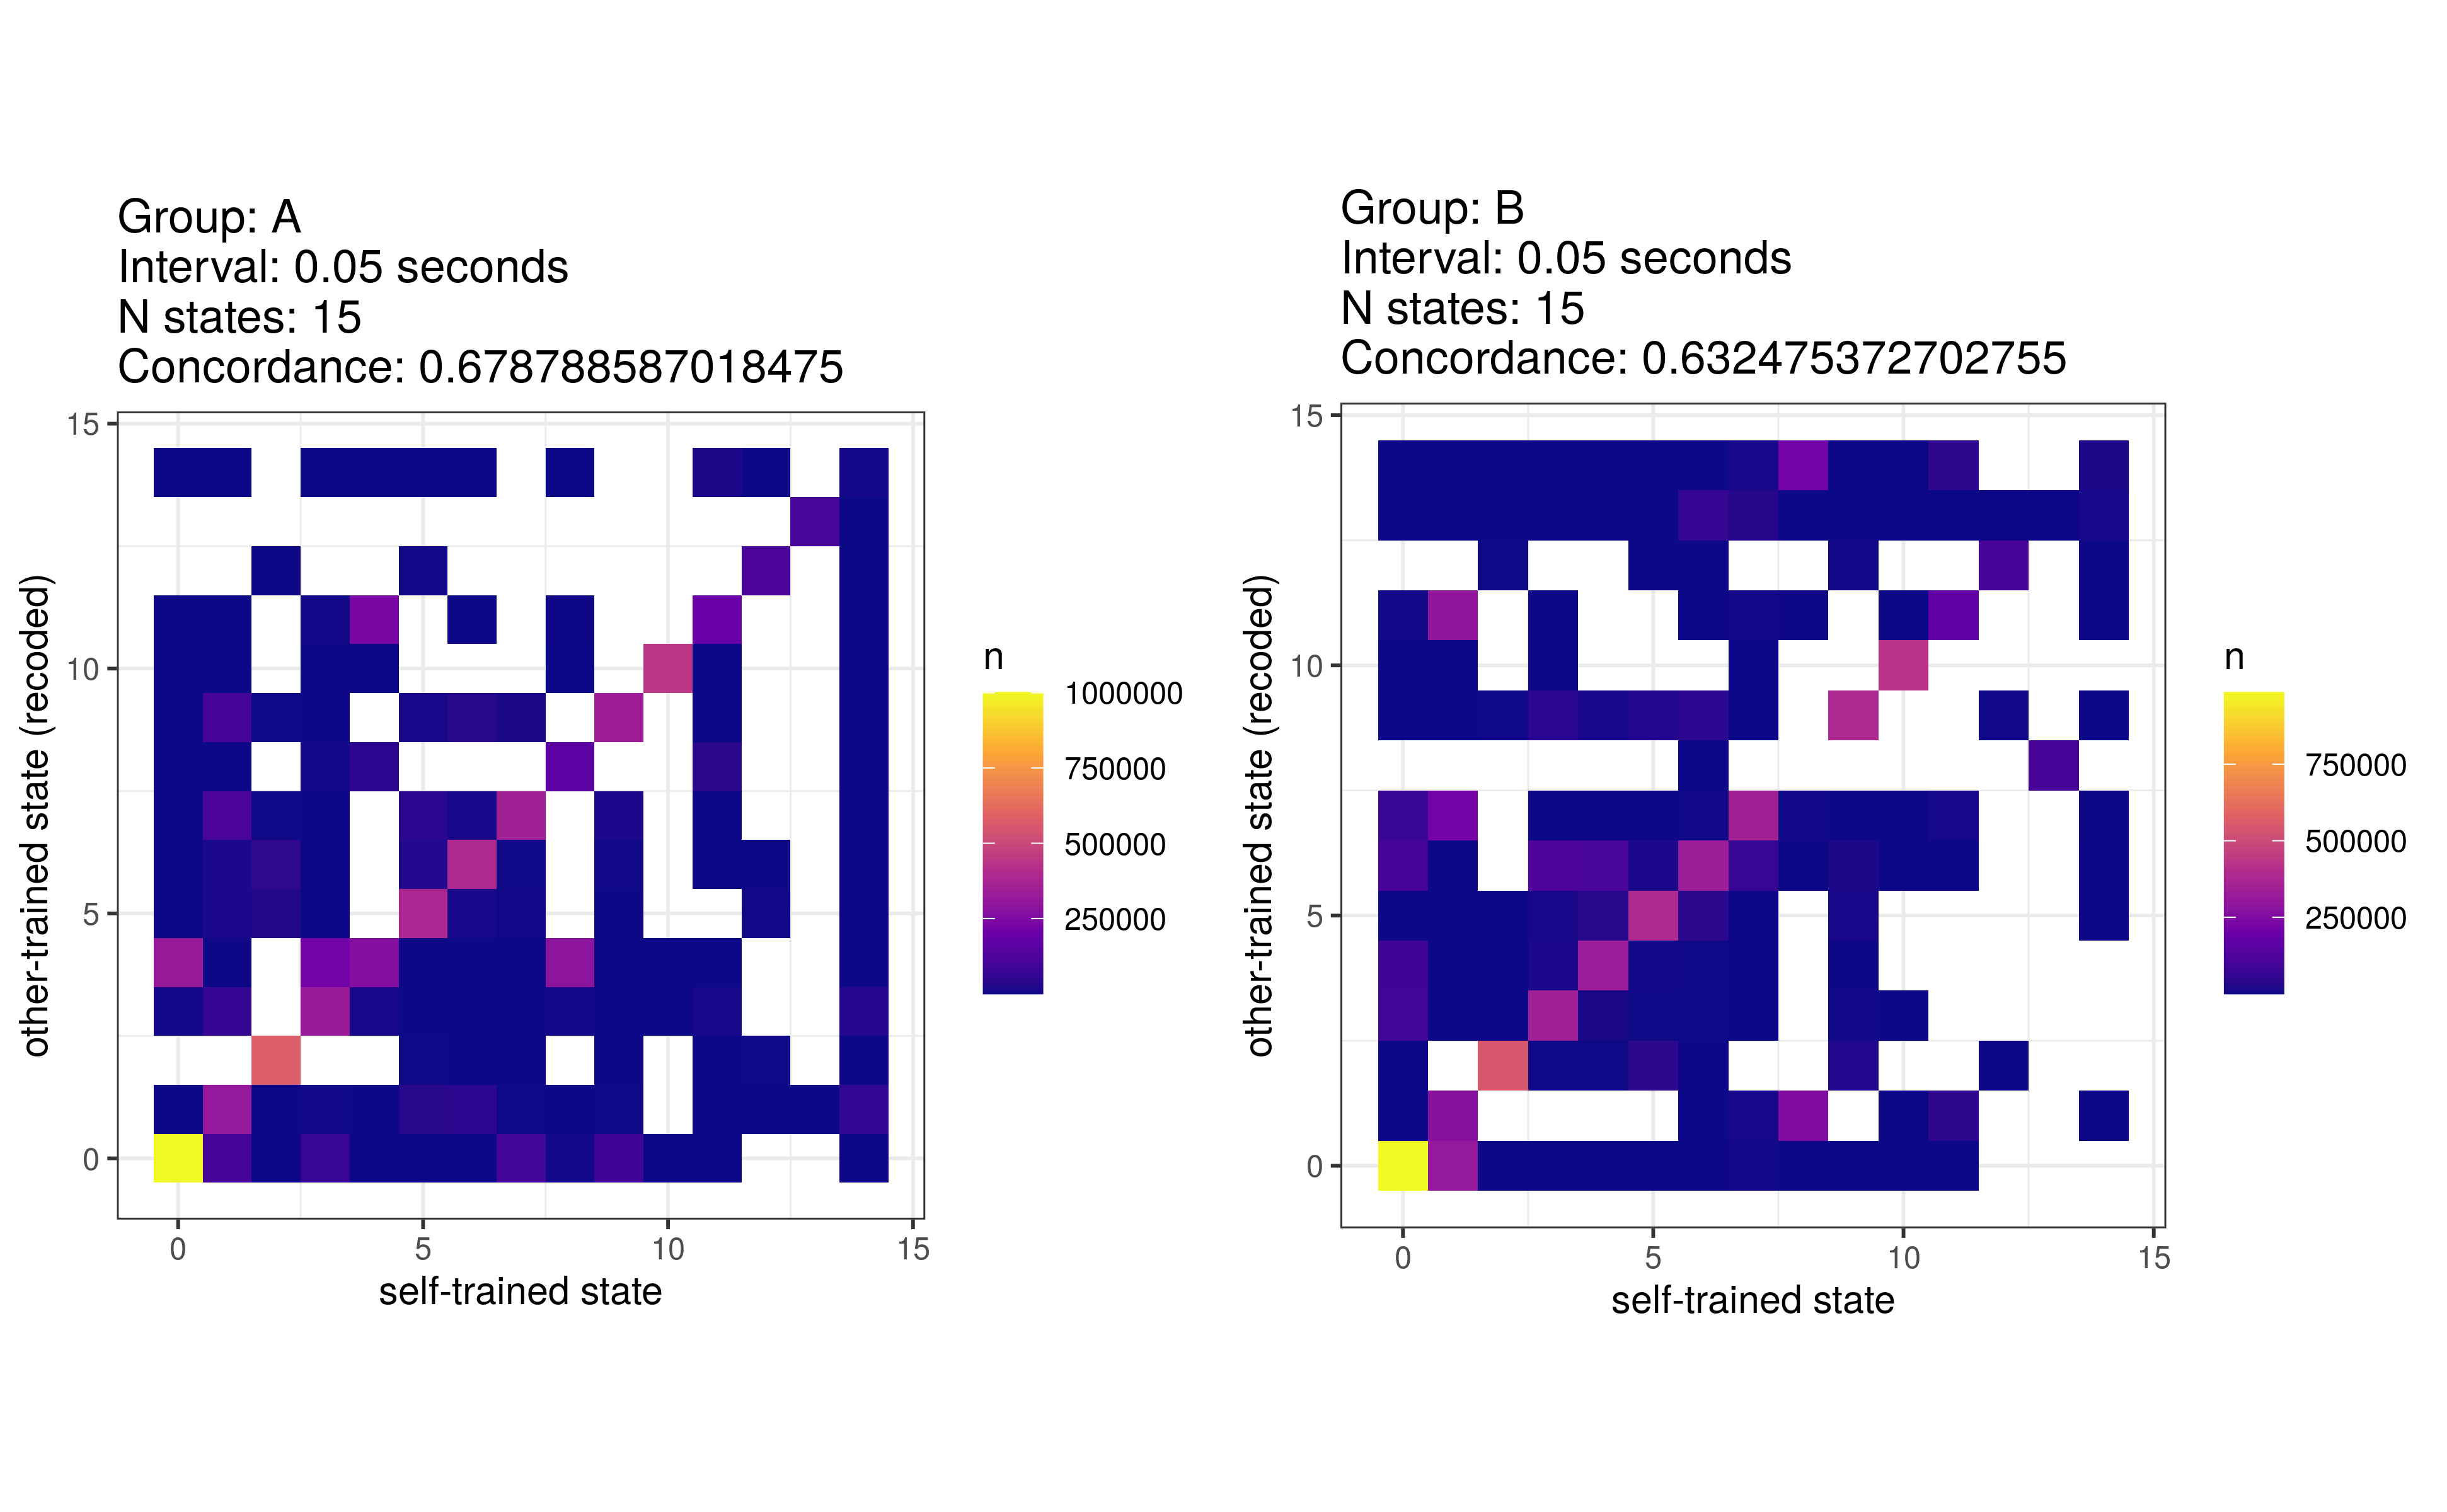 Group: A
Interval: 0.05 seconds
N states: 15
Concordance: 0.678788587018475
15
10
5
0
other-trained state (recoded)
0
5
10
15
self-trained state
n
1000000
750000
500000
250000
Group: B
Interval: 0.05 seconds
N states: 15
Concordance: 0.632475372702755
15
10
5
0
other-trained state (recoded)
0
5
10
15
self-trained state
n
750000
500000
250000